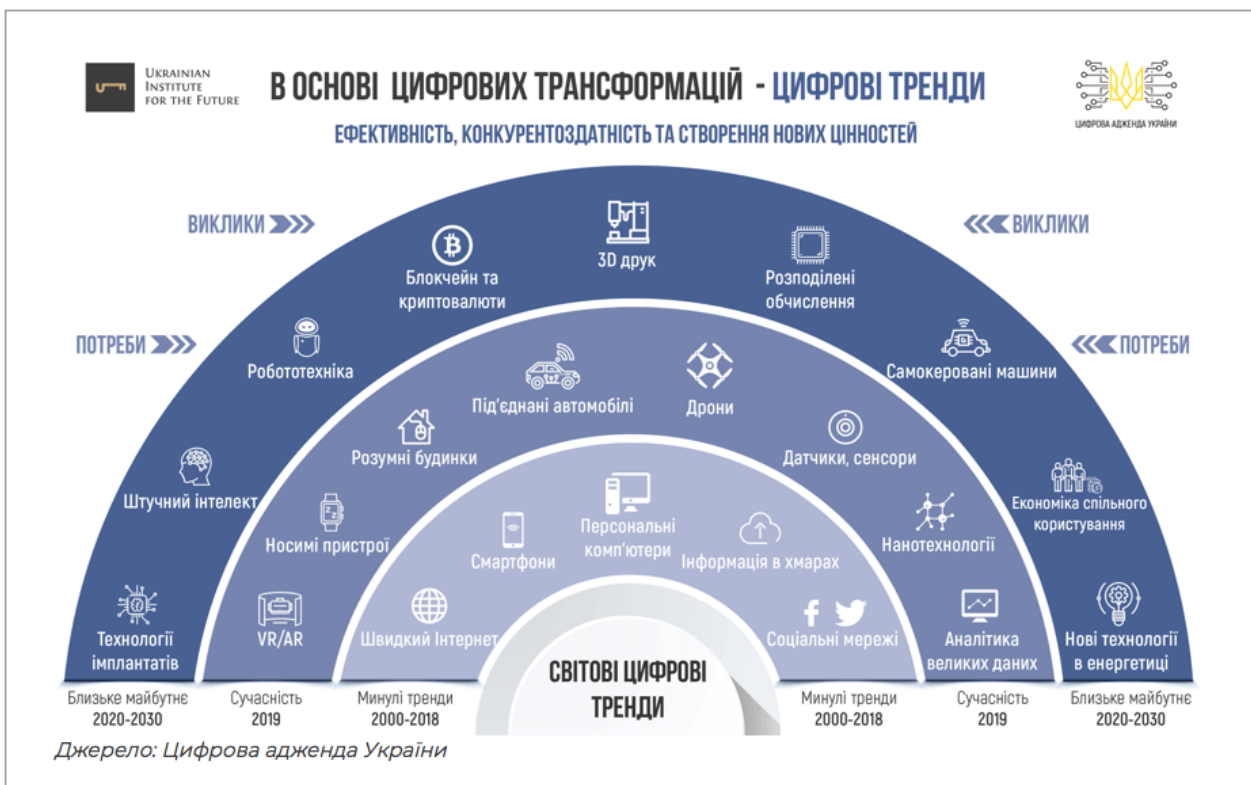 UKRAINIAN
INSTITUTE
FOR THE FUTURE
В ОСНОВІ ЦИФРОВИХ ТРАНСФОРМАЦІЙ - ЦИФРОВІ ТРЕНДИ
ЦИФРОВА АДЖЕНДА УКРАЇНИ
ЕФЕКТИВНІСТЬ, КОНКУРЕНТОЗДАТНІСТЬ ТА СТВОРЕННЯ НОВИХ ЦІННОСТЕЙ
ВИКЛИКИ
ВИКЛИКИ
ПОТРЕБИ
ПОТРЕБИ
Технології
імплантатів
Штучний інтелект
Робототехніка
Блокчейн та
криптовалюти
3D друк
Розподілені
обчислення
Самокеровані машини
Економіка спільного
користування
Нові технології
в енергетиці
VR/AR
Носимі пристрої
Розумні будинки
Під'єднані автомобілі
Дрони
Датчики, сенсори
Нанотехнології
Аналітика
великих даних
Швидкий Інтернет
Смартфони
Персональні
комп'ютери
Інформація в хмарах
Соціальні мережі
СВІТОВІ ЦИФРОВІ
ТРЕНДИ
Близьке майбутнє
2020-2030
Сучасність
2019
Минулі тренди
2000-2018
Минулі тренди
2000-2018
Сучасність
2019
Близьке майбутнє
2020-2030
Джерело: Цифрова адженда України